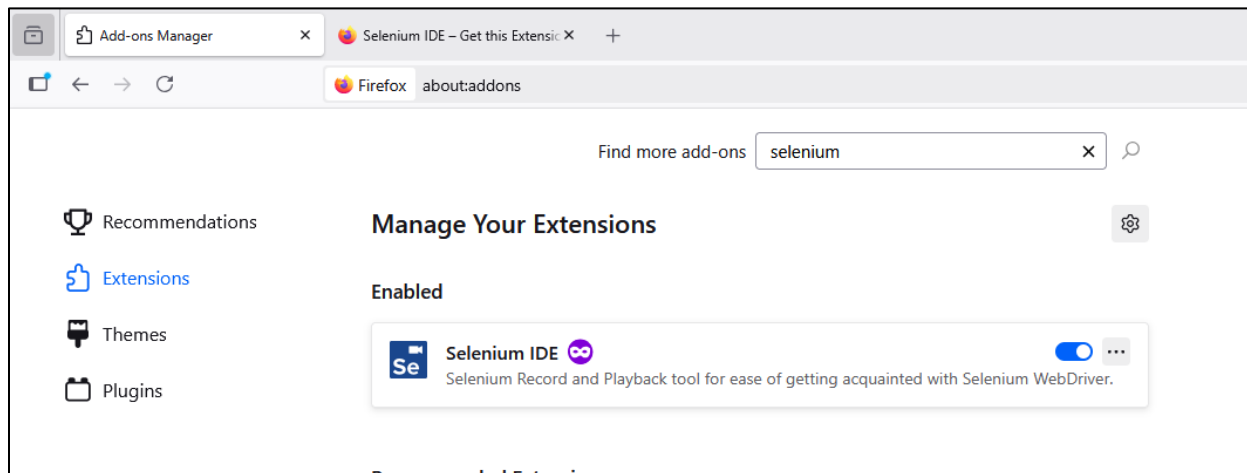 Add-ons Manager
Selenium IDE – Get this Extensic
Firefox about:addons
Find more add-ons selenium
Recommendations
Manage Your Extensions
Extensions
Enabled
Themes
Se Selenium IDE
Selenium Record and Playback tool for ease of getting acquainted with Selenium WebDriver.
Plugins